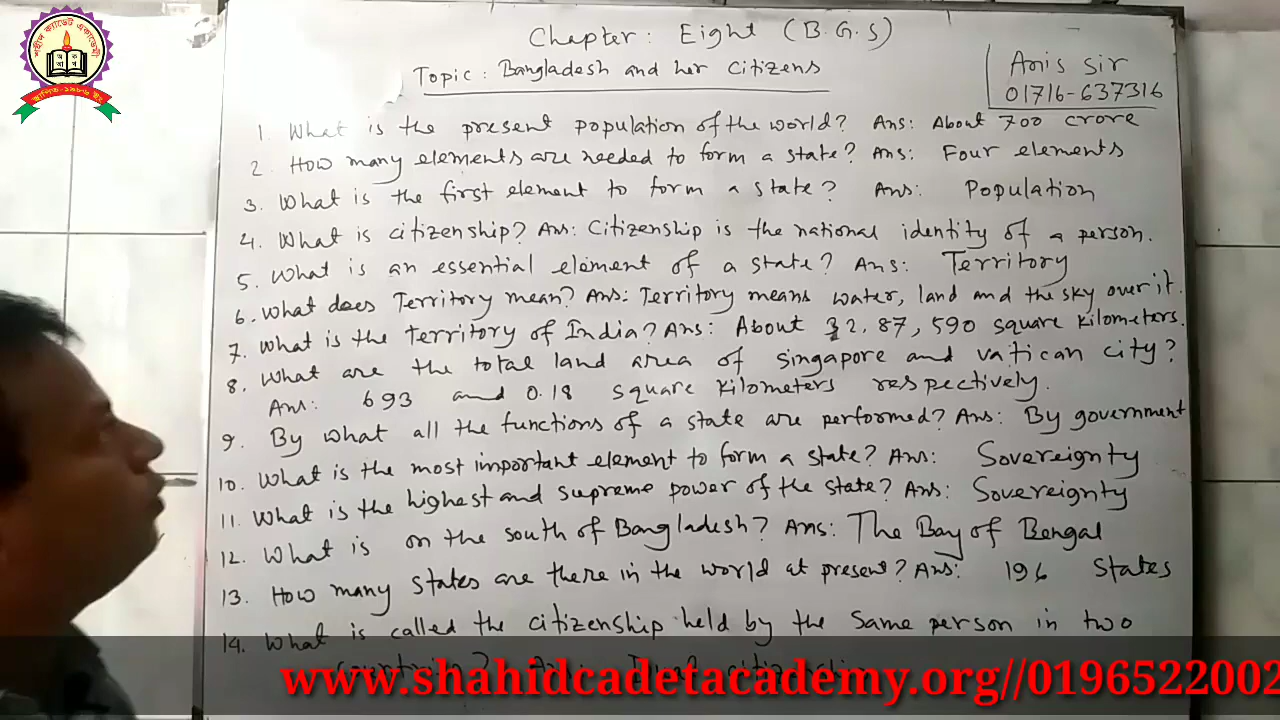 শহীদ ক্যাডেট একাডেমী
স্থাপিত-১৯৮৬ ইং
Chapter: Eight (B.G.S)
Topic: Bangladesh and her Citizens
Anis Sir
01716-637316
1. What is the present population of the world? Ans: About 700 crore
2. How many elements are needed to form a state? Ans: Four elements
3. What is the first element to form a state? Ans: Population
4. What is citizenship? Ans: Citizenship is the national identity of a person.
5. What is an essential element of a state? Ans: Territory
6. What does Territory mean? Ans: Territory means water, land and the sky over it.
7. What is the territory of India? Ans: About 32,87,590 square kilometers.
8. What are the total land area of Singapore and vatican city?
Ans: 693 and 0.18 square kilometers respectively.
9. By what all the functions of a state are performed? Ans: By government
10. What is the most important element to form a state? Ans: Sovereignty
11. What is the highest and supreme power of the state? Ans: Sovereignty
12. What is on the south of Bangladesh? Ans: The Bay of Bengal
13. How many states are there in the world at present? Ans: 196 States
14. What is called the citizenship held by the same person in two
countries? Ans: Dual citizenship
www.shahidcadetacademy.org//0196522002